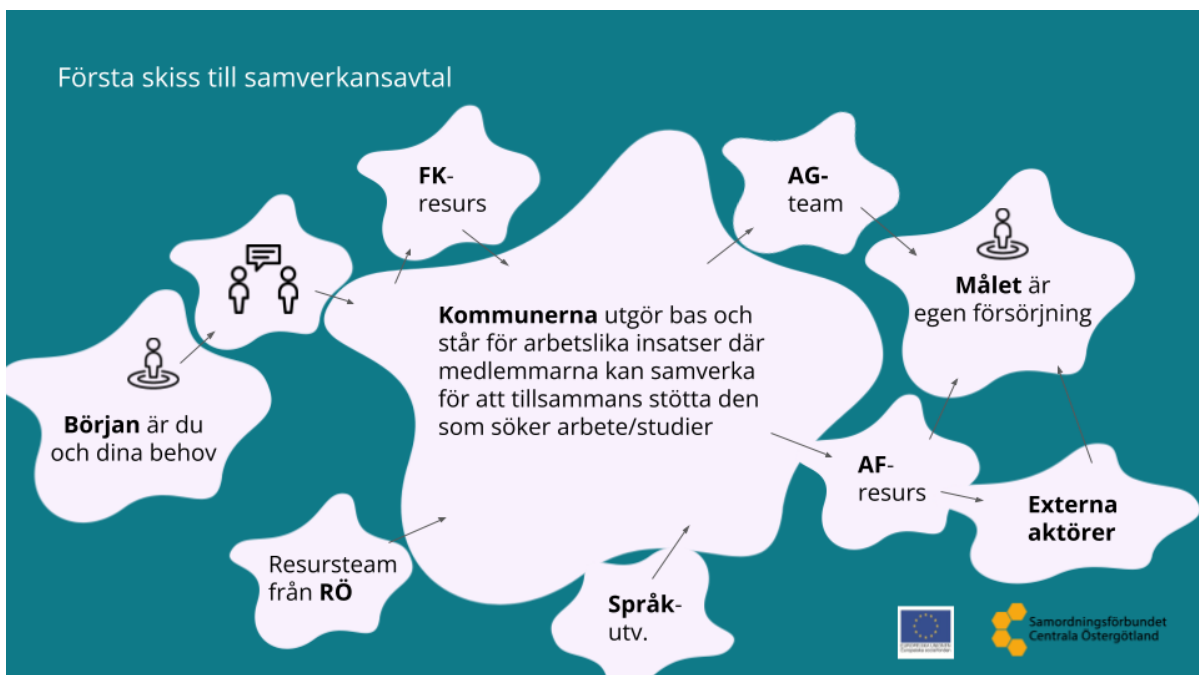 Första skiss till samverkansavtal
FK-
resurs
AG-
team
Målet är
egen försörjning
Kommunerna utgör bas och
står för arbetslika insatser där
medlemmarna kan samverka
för att tillsammans stötta den
som söker arbete/studier
Början är du
och dina behov
AF-
resurs
Externa
aktörer
Resursteam
från RÖ
Språk-
utv.
Samordningsförbundet
Centrala Östergötland